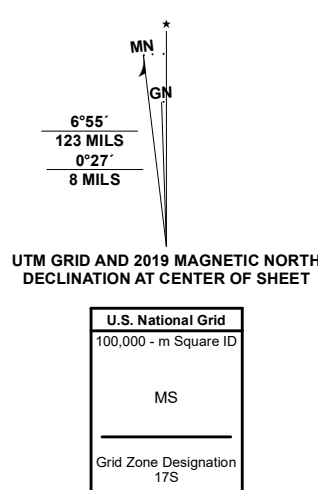 MN
GN
6°55´
123 MILS
0°27´
8 MILS
UTM GRID AND 2019 MAGNETIC NORTH
DECLINATION AT CENTER OF SHEET
U.S. National Grid
100,000 - m Square ID
MS
Grid Zone Designation
17S